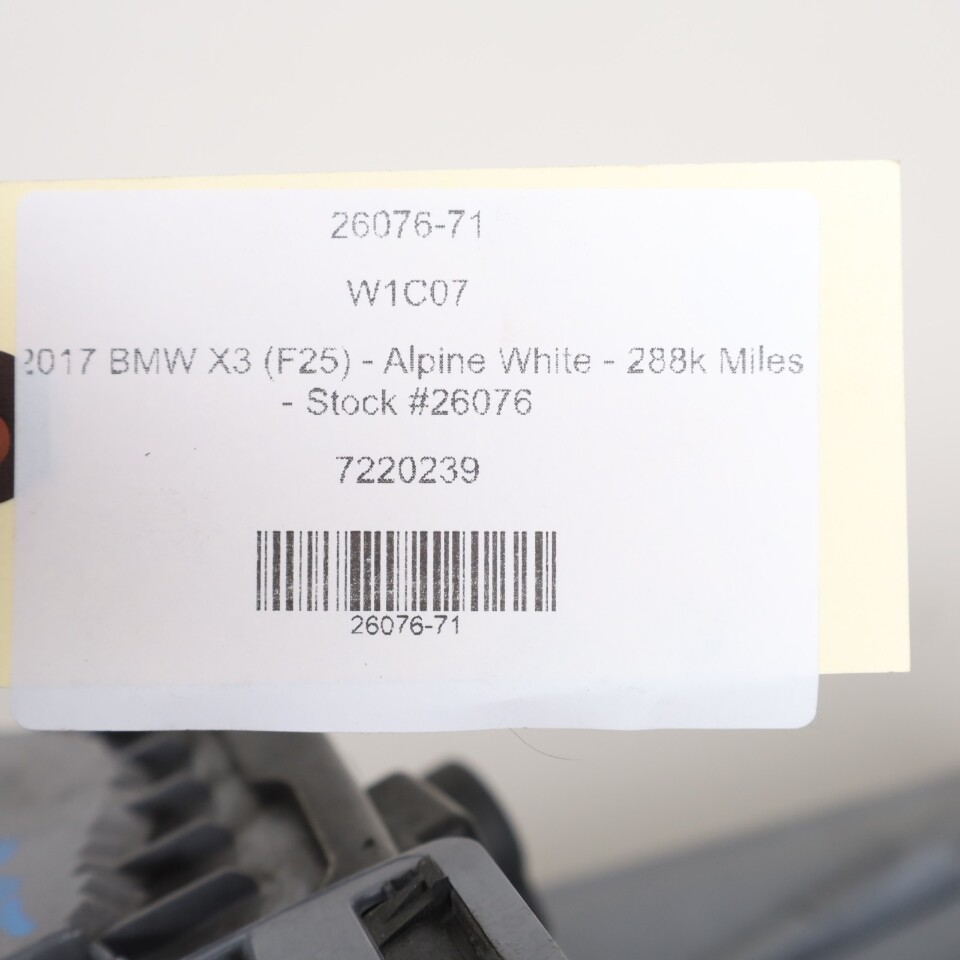 26076-71
W1C07
2017 BMW X3 (F25) - Alpine White - 288k Miles
- Stock #26076
7220239
26076-71